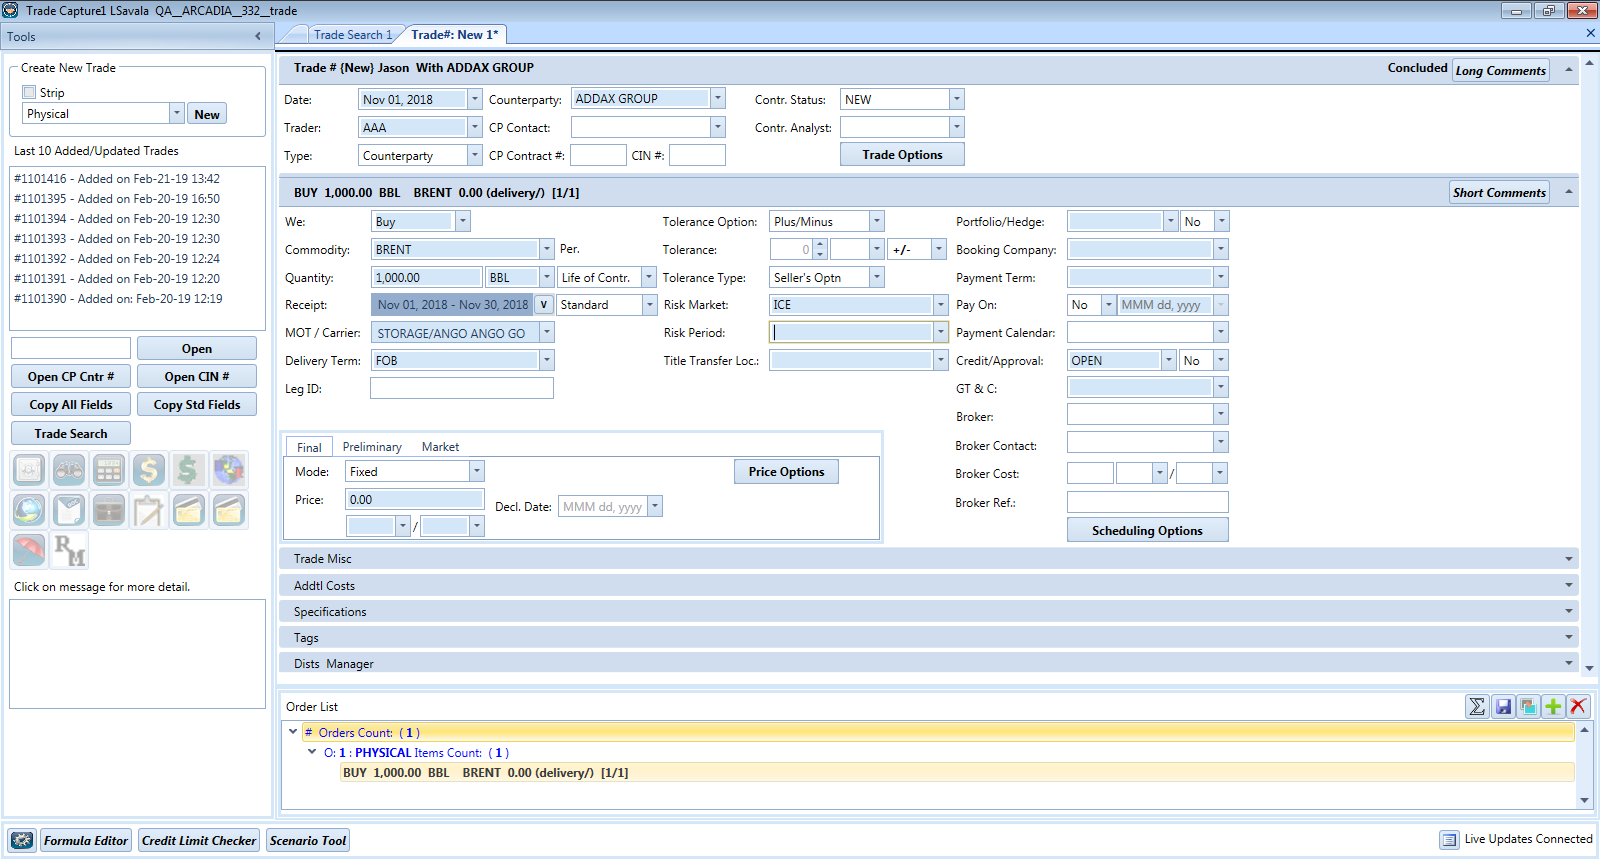 Trade Capture1 LSavala QA__ARCADIA__332__trade
Tools
Trade Search 1
Trade#: New 1*
Create New Trade
Strip
Physical
New
Last 10 Added/Updated Trades
#1101416 - Added on Feb-21-19 13:42
#1101395 - Added on Feb-20-19 16:50
#1101394 - Added on Feb-20-19 12:30
#1101393 - Added on Feb-20-19 12:30
#1101392 - Added on Feb-20-19 12:24
#1101391 - Added on Feb-20-19 12:20
#1101390 - Added on: Feb-20-19 12:19
Open
Open CP Cntr # Open CIN #
Copy All Fields Copy Std Fields
Trade Search
RM
Click on message for more detail.
Trade # {New} Jason With ADDAX GROUP Concluded Long Comments
Date: Nov 01, 2018 Counterparty: ADDAX GROUP Contr. Status: NEW
Trader: AAA CP Contact: Contr. Analyst:
Type: Counterparty CP Contract #: CIN #: Trade Options
BUY 1,000.00 BBL BRENT 0.00 (delivery/) [1/1] Short Comments
We: Buy Tolerance Option: Plus/Minus Portfolio/Hedge: No
Commodity: BRENT Per. Tolerance: 0 +/- Booking Company:
Quantity: 1,000.00 BBL Life of Contr. Tolerance Type: Seller's Optn Payment Term:
Receipt: Nov 01, 2018 - Nov 30, 2018 v Standard Risk Market: ICE Pay On: No MMM dd, yyyy
MOT / Carrier: STORAGE/ANGO ANGO GO Risk Period: Payment Calendar:
Delivery Term: FOB Title Transfer Loc.: Credit/Approval: OPEN No
Leg ID: GT & C:
Broker:
Final Preliminary Market Broker Contact:
Mode: Fixed Price Options Broker Cost: /
Price: 0.00 Decl. Date: MMM dd, yyyy Broker Ref.:
/ Scheduling Options
Trade Misc
Addtl Costs
Specifications
Tags
Dists Manager
Order List
# Orders Count: ( 1 )
O: 1 : PHYSICAL Items Count: ( 1 )
BUY 1,000.00 BBL BRENT 0.00 (delivery/) [1/1]
Formula Editor Credit Limit Checker Scenario Tool Live Updates Connected